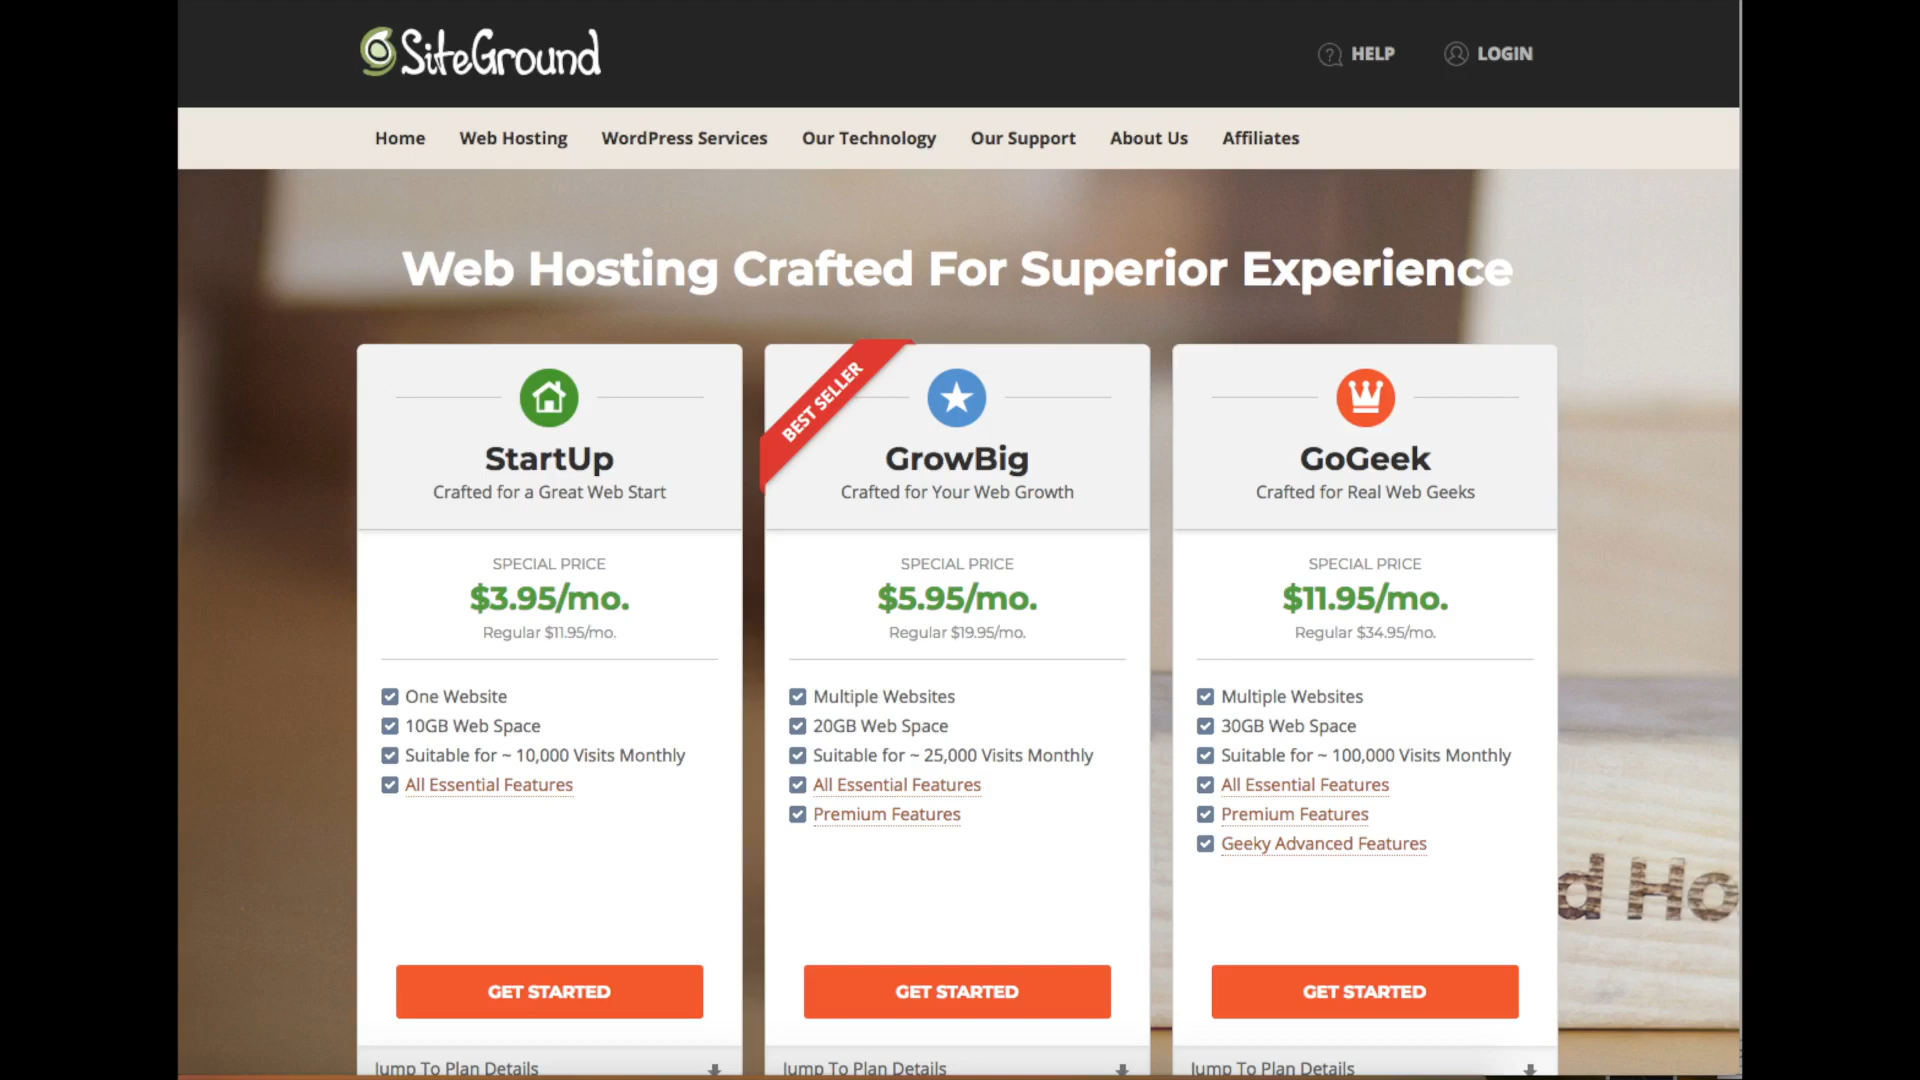 SiteGround
HELP
LOGIN
Home
Web Hosting
WordPress Services
Our Technology
Our Support
About Us
Affiliates
Web Hosting Crafted For Superior Experience
StartUp
Crafted for a Great Web Start
SPECIAL PRICE
$3.95/mo.
Regular $11.95/mo.
One Website
10GB Web Space
Suitable for ~ 10,000 Visits Monthly
All Essential Features
GET STARTED
Jump To Plan Details
BEST SELLER
GrowBig
Crafted for Your Web Growth
SPECIAL PRICE
$5.95/mo.
Regular $19.95/mo.
Multiple Websites
20GB Web Space
Suitable for ~ 25,000 Visits Monthly
All Essential Features
Premium Features
GET STARTED
Jump To Plan Details
GoGeek
Crafted for Real Web Geeks
SPECIAL PRICE
$11.95/mo.
Regular $34.95/mo.
Multiple Websites
30GB Web Space
Suitable for ~ 100,000 Visits Monthly
All Essential Features
Premium Features
Geeky Advanced Features
GET STARTED
Jump To Plan Details